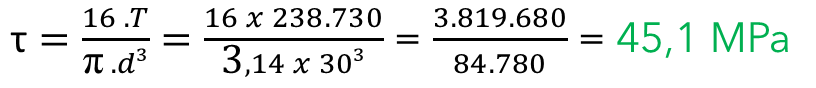 τ = 16 .T / π .d³ = 16 x 238.730 / 3,14 x 30³ = 3.819.680 / 84.780 = 45,1 MPa